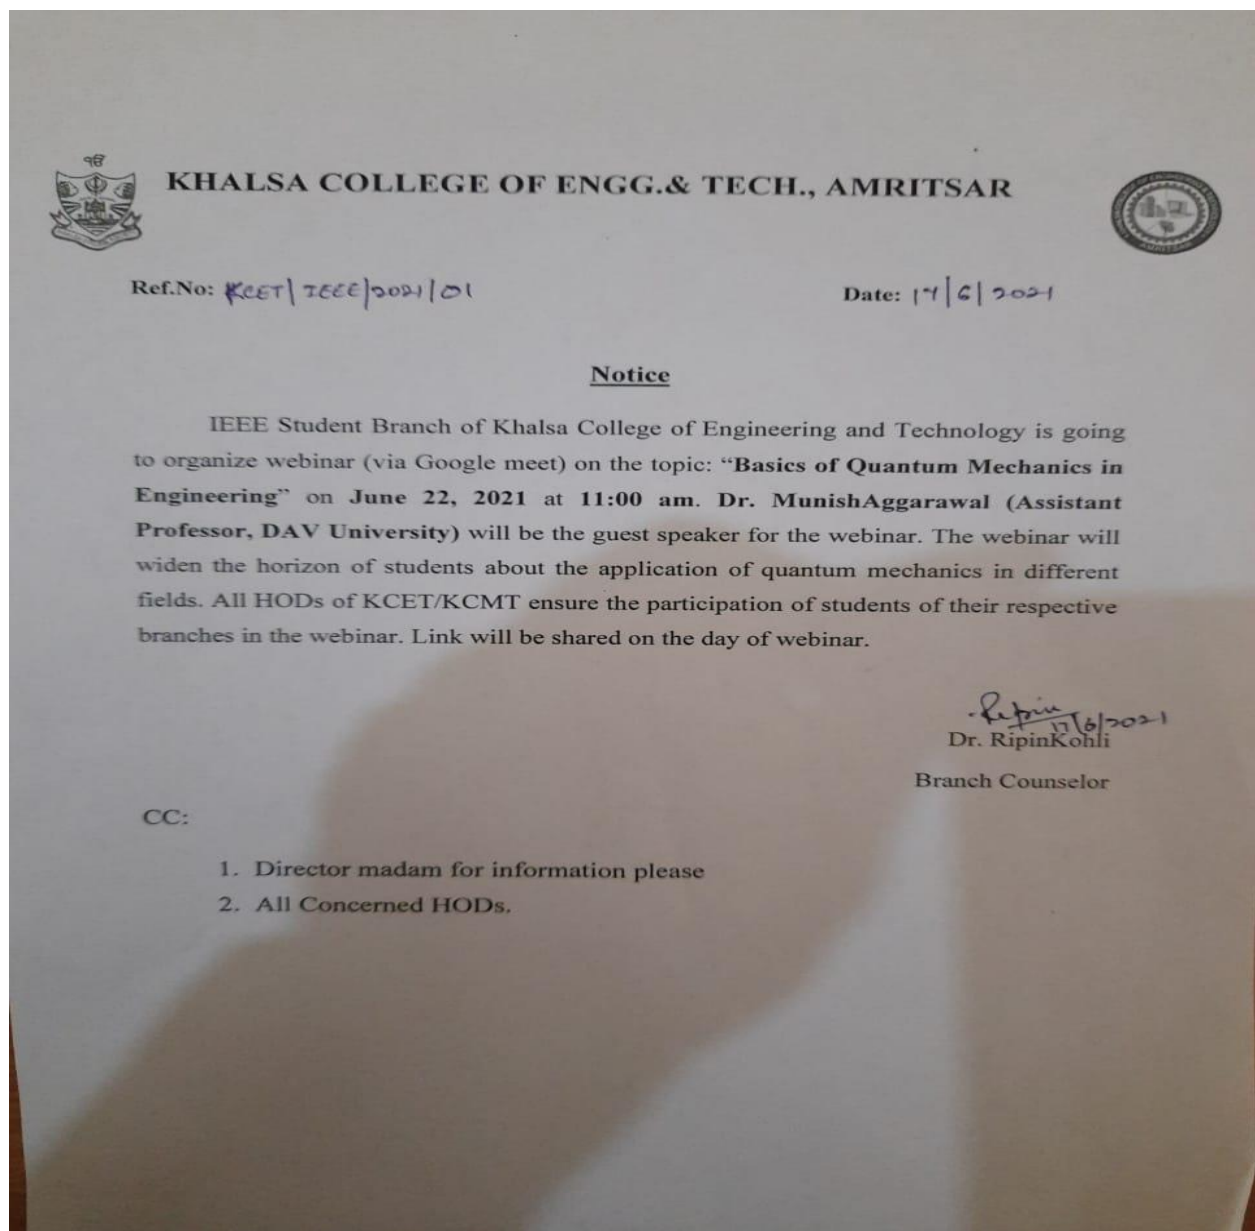 ੴ
KHALSA COLLEGE OF ENGG.& TECH., AMRITSAR
Ref.No: KCET/IEEE/2021/01
Date: 17/6/2021
Notice
IEEE Student Branch of Khalsa College of Engineering and Technology is going
to organize webinar (via Google meet) on the topic: “Basics of Quantum Mechanics in
Engineering” on June 22, 2021 at 11:00 am. Dr. MunishAggarawal (Assistant
Professor, DAV University) will be the guest speaker for the webinar. The webinar will
widen the horizon of students about the application of quantum mechanics in different
fields. All HODs of KCET/KCMT ensure the participation of students of their respective
branches in the webinar. Link will be shared on the day of webinar.
Ripin
17/6/2021
Dr. RipinKohli
Branch Counselor
CC:
1. Director madam for information please
2. All Concerned HODs.